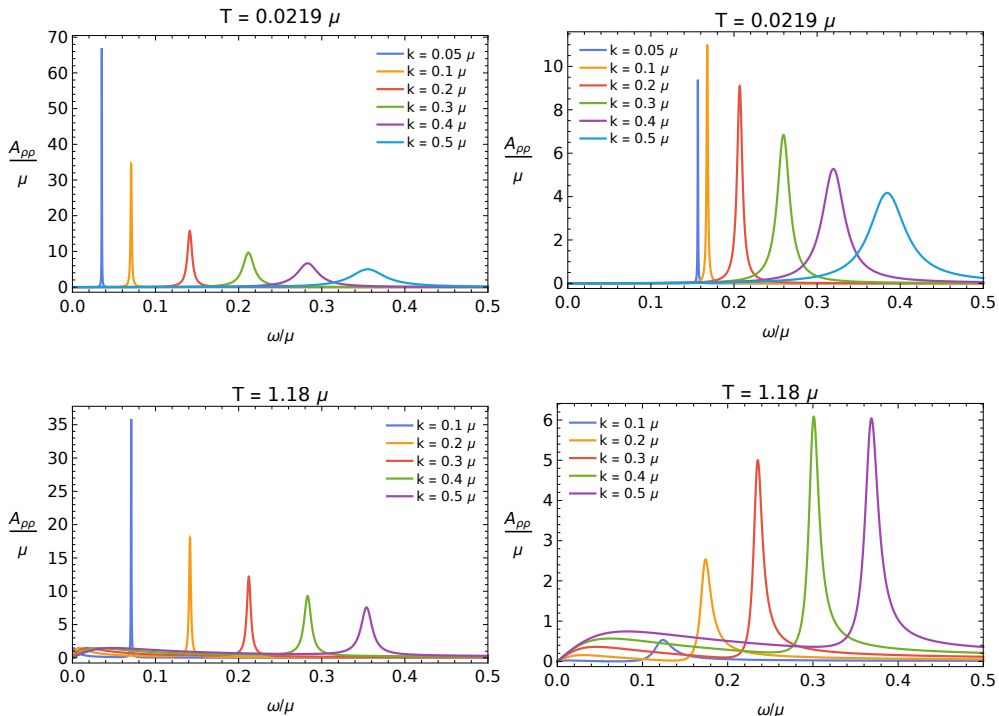 T = 0.0219 μ
70
60
50
40
30
20
10
0
A_ρρ
μ
k = 0.05 μ
k = 0.1 μ
k = 0.2 μ
k = 0.3 μ
k = 0.4 μ
k = 0.5 μ
0.0 0.1 0.2 0.3 0.4 0.5
ω/μ
T = 0.0219 μ
10
8
6
4
2
0
A_ρρ
μ
k = 0.05 μ
k = 0.1 μ
k = 0.2 μ
k = 0.3 μ
k = 0.4 μ
k = 0.5 μ
0.0 0.1 0.2 0.3 0.4 0.5
ω/μ
T = 1.18 μ
35
30
25
20
15
10
5
0
A_ρρ
μ
k = 0.1 μ
k = 0.2 μ
k = 0.3 μ
k = 0.4 μ
k = 0.5 μ
0.0 0.1 0.2 0.3 0.4 0.5
ω/μ
T = 1.18 μ
6
5
4
3
2
1
0
A_ρρ
μ
k = 0.1 μ
k = 0.2 μ
k = 0.3 μ
k = 0.4 μ
k = 0.5 μ
0.0 0.1 0.2 0.3 0.4 0.5
ω/μ